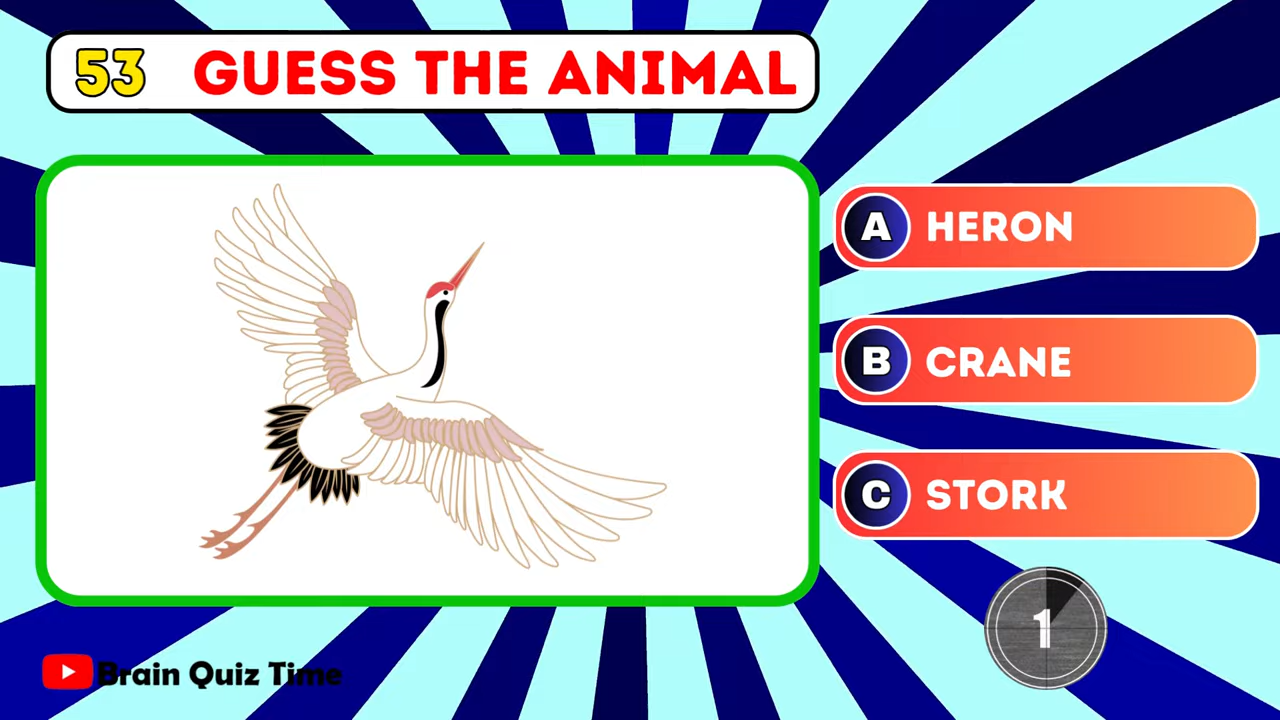 53 GUESS THE ANIMAL
A HERON
B CRANE
C STORK
1
Brain Quiz Time